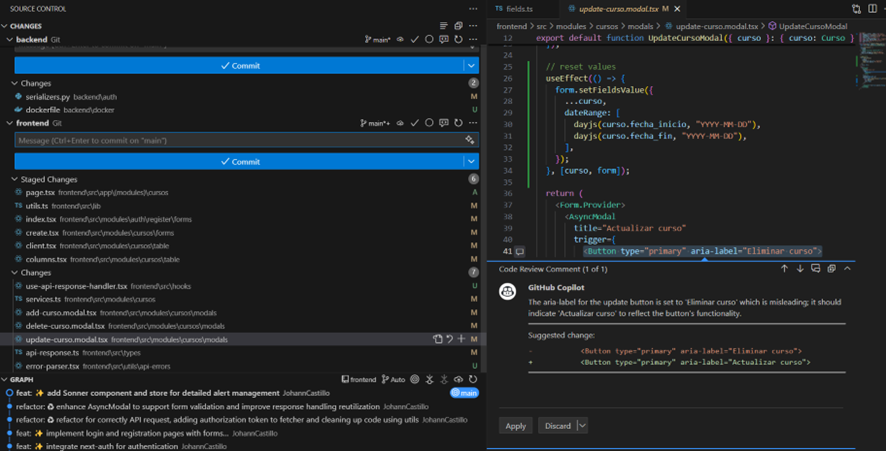 SOURCE CONTROL
CHANGES
backend Git
main*
Commit
Changes 2
serializers.py backend\auth M
dockerfile backend\docker U
frontend Git
main*+
Message (Ctrl+Enter to commit on "main")
Commit
Staged Changes 6
page.tsx frontend\src\app\(modules)\cursos A
utils.ts frontend\src\lib M
index.tsx frontend\src\modules\auth\register\forms M
create.tsx frontend\src\modules\cursos\forms M
client.tsx frontend\src\modules\cursos\table M
columns.tsx frontend\src\modules\cursos\table M
Changes 7
use-api-response-handler.tsx frontend\src\hooks U
services.ts frontend\src\modules\cursos M
add-curso.modal.tsx frontend\src\modules\cursos\modals M
delete-curso.modal.tsx frontend\src\modules\cursos\modals M
update-curso.modal.tsx frontend\src\modules\cursos\modals M
api-response.ts frontend\src\types M
error-parser.tsx frontend\src\utils\api-errors M
GRAPH
frontend Auto
feat: ✨ add Sonner component and store for detailed alert management JohannCastillo main
refactor: ♻ enhance AsyncModal to support form validation and improve response handling reutilization JohannCastillo
refactor: ♻ refactor for correctly API request, adding authorization token to fetcher and cleaning up code using utils JohannCastillo
feat: ✨ implement login and registration pages with forms... JohannCastillo
feat: ✨ integrate next-auth for authentication JohannCastillo
TS fields.ts
update-curso.modal.tsx M
frontend > src > modules > cursos > modals > update-curso.modal.tsx > UpdateCursoModal
12 export default function UpdateCursoModal({ curso }: { curso: Curso }
23 });
24
25 // reset values
26 useEffect(() => {
27 form.setFieldsValue({
28 ...curso,
29 dateRange: [
30 dayjs(curso.fecha_inicio, "YYYY-MM-DD"),
31 dayjs(curso.fecha_fin, "YYYY-MM-DD"),
32 ],
33 });
34 }, [curso, form]);
35
36 return (
37 <Form.Provider>
38 <AsyncModal
39 title="Actualizar curso"
40 trigger={
41 <Button type="primary" aria-label="Eliminar curso">
Code Review Comment (1 of 1)
GitHub Copilot
The aria-label for the update button is set to 'Eliminar curso' which is misleading; it should
indicate 'Actualizar curso' to reflect the button's functionality.
Suggested change:
- <Button type="primary" aria-label="Eliminar curso">
+ <Button type="primary" aria-label="Actualizar curso">
Apply
Discard